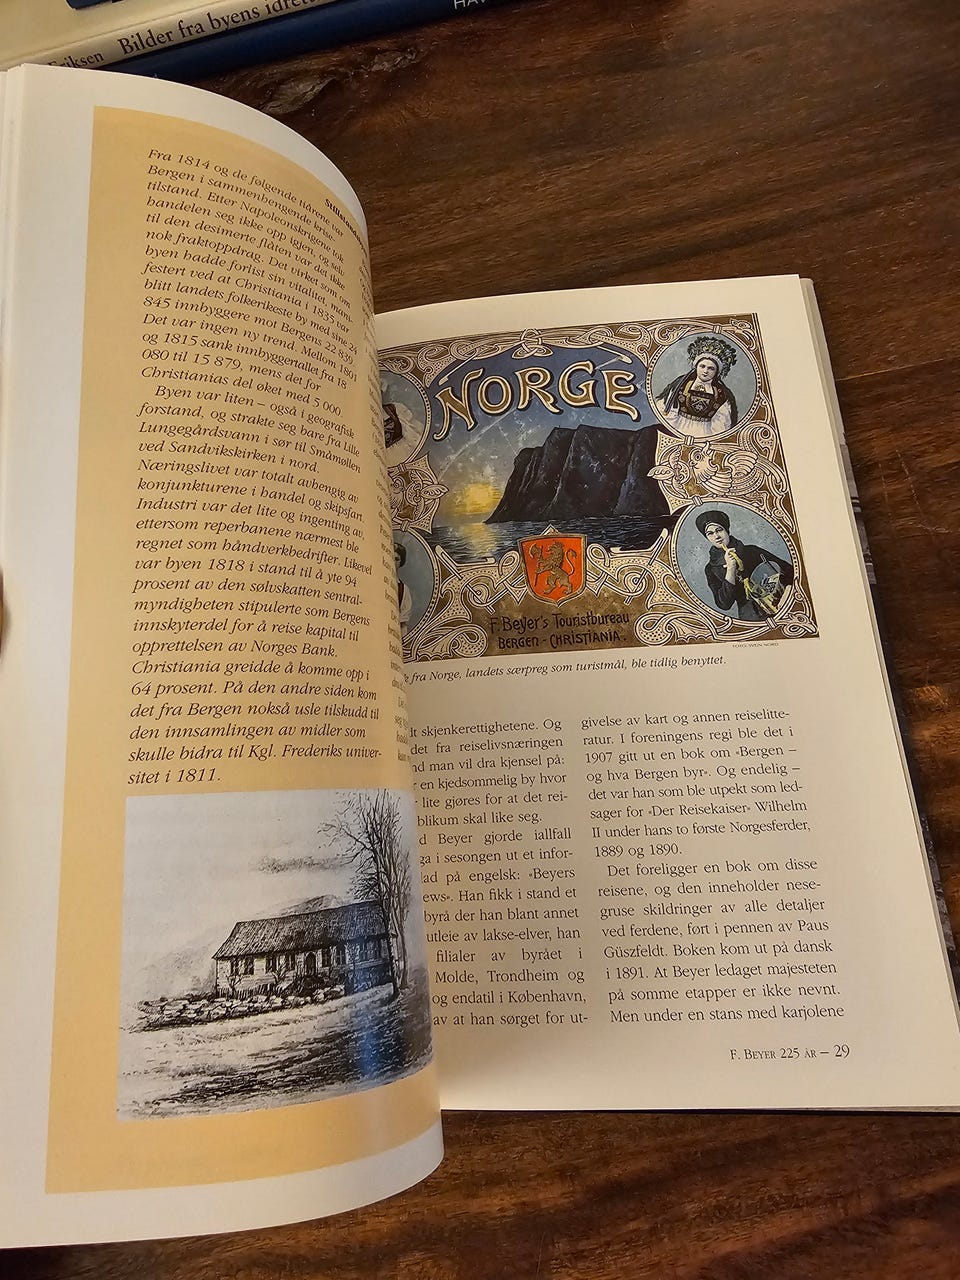 Eriksen Bilder fra byens idrett
HAV
Fra 1814 og de følgende tiårene var
Bergen i sammenhengende krise-
tilstand. Etter Napoleonskrigene tok
handelen seg ikke opp igjen, og selv
til den desimerte flåten var det ikke
nok fraktoppdrag. Det virket som om
byen hadde forlist sin vitalitet, mani-
festert ved at Christiania i 1835 var
blitt landets folkerikeste by med sine 24
845 innbyggere mot Bergens 22 839.
Det var ingen ny trend. Mellom 1801
og 1815 sank innbyggertallet fra 18
080 til 15 879, mens det for
Christianias del øket med 5 000.
Byen var liten – også i geografisk
forstand, og strakte seg bare fra Lille
Lungegårdsvann i sør til Småmøllen
ved Sandvikskirken i nord.
Næringslivet var totalt avhengig av
konjunkturene i handel og skipsfart.
Industri var det lite og ingenting av,
ettersom reperbanene nærmest ble
regnet som håndverkbedrifter. Likevel
var byen 1818 i stand til å yte 94
prosent av den sølvskatten sentral-
myndigheten stipulerte som Bergens
innskyterdel for å reise kapital til
opprettelsen av Norges Bank.
Christiania greidde å komme opp i
64 prosent. På den andre siden kom
det fra Bergen nokså usle tilskudd til
den innsamlingen av midler som
skulle bidra til Kgl. Frederiks univer-
sitet i 1811.
NORGE
F. Beyer's Touristbureau
BERGEN - CHRISTIANIA.
FOTO: SVEIN NORD
fra Norge, landets særpreg som turistmål, ble tidlig benyttet.
skjenkerettighetene. Og
det fra reiselivsnæringen
nd man vil dra kjensel på:
r en kjedsommelig by hvor
lite gjøres for at det rei-
blikum skal like seg.
d Beyer gjorde iallfall
ga i sesongen ut et infor-
lad på engelsk: «Beyers
ews». Han fikk i stand et
byrå der han blant annet
utleie av lakse-elver, han
filialer av byrået i
Molde, Trondheim og
og endatil i København,
av at han sørget for ut-
givelse av kart og annen reiselitte-
ratur. I foreningens regi ble det i
1907 gitt ut en bok om «Bergen –
og hva Bergen byr». Og endelig –
det var han som ble utpekt som led-
sager for «Der Reisekaiser» Wilhelm
II under hans to første Norgesferder,
1889 og 1890.
Det foreligger en bok om disse
reisene, og den inneholder nese-
gruse skildringer av alle detaljer
ved ferdene, ført i pennen av Paus
Güszfeldt. Boken kom ut på dansk
i 1891. At Beyer ledaget majesteten
på somme etapper er ikke nevnt.
Men under en stans med karjolene
F. BEYER 225 ÅR – 29